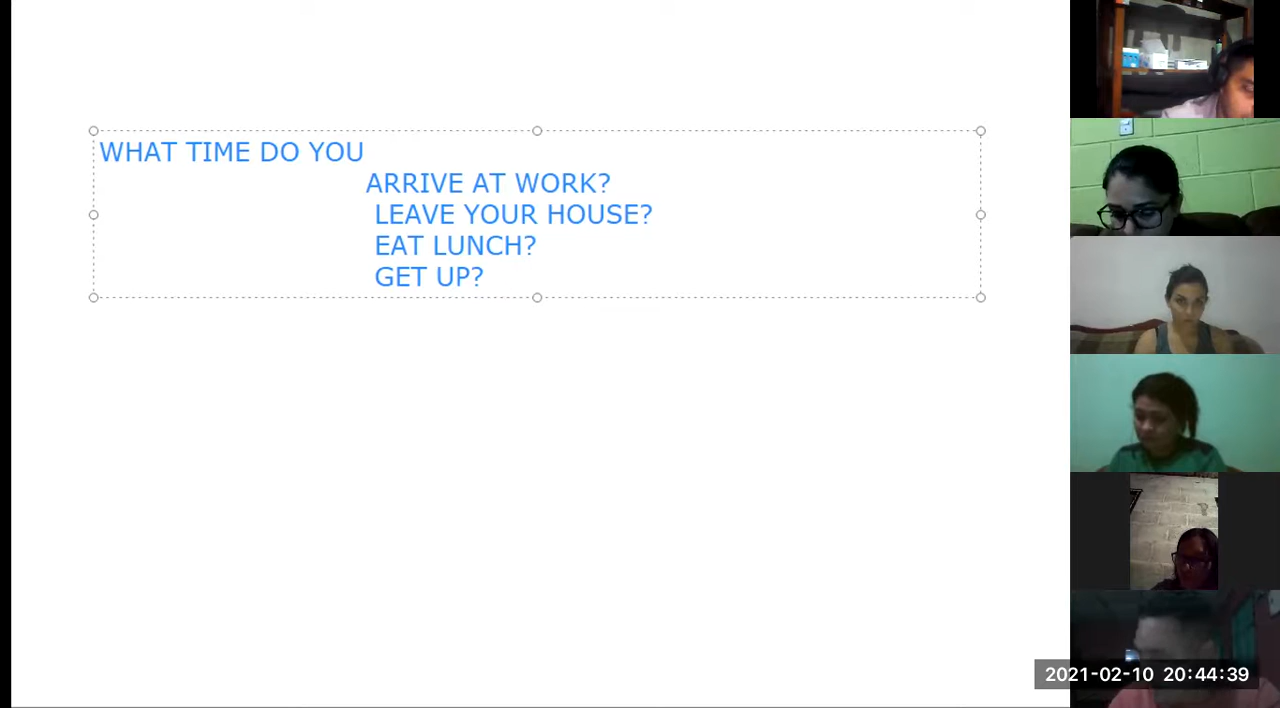 WHAT TIME DO YOU
ARRIVE AT WORK?
LEAVE YOUR HOUSE?
EAT LUNCH?
GET UP?
2021-02-10 20:44:39